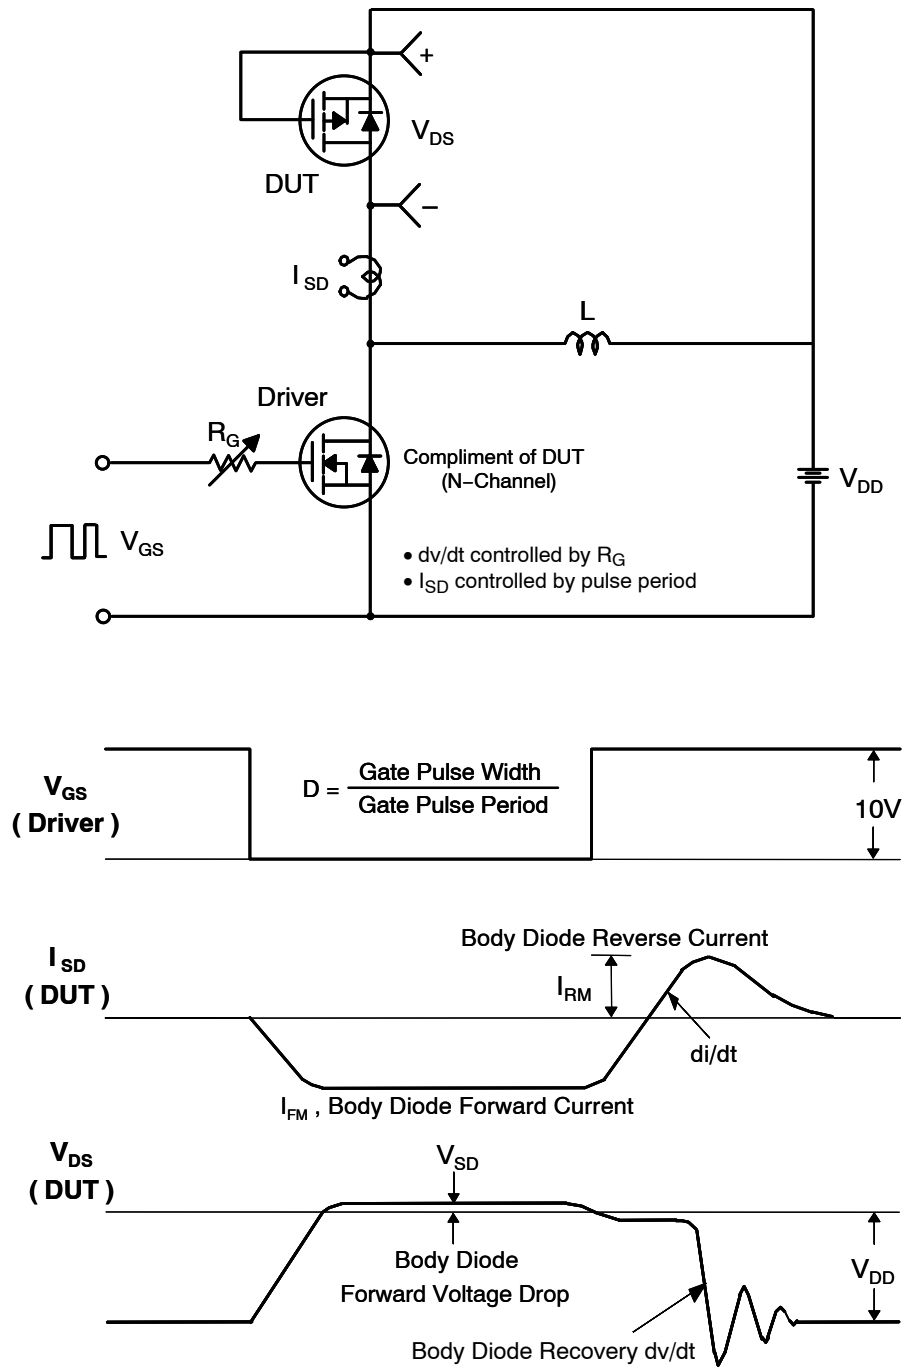 +
V_DS
DUT
−
I_SD
L
Driver
R_G
Compliment of DUT
(N−Channel)
V_DD
V_GS
• dv/dt controlled by R_G
• I_SD controlled by pulse period
V_GS
( Driver )
D = Gate Pulse Width
Gate Pulse Period
10V
I_SD
( DUT )
Body Diode Reverse Current
I_RM
di/dt
I_FM , Body Diode Forward Current
V_DS
( DUT )
V_SD
Body Diode
Forward Voltage Drop
V_DD
Body Diode Recovery dv/dt